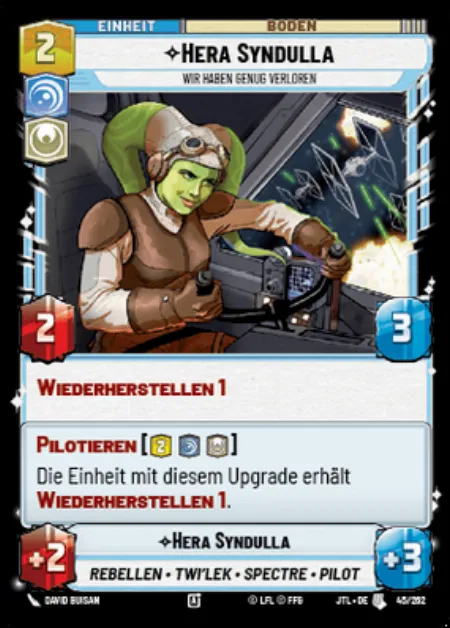 EINHEIT
BODEN
2
✧HERA SYNDULLA
WIR HABEN GENUG VERLOREN
2
3
WIEDERHERSTELLEN 1
PILOTIEREN [2]
Die Einheit mit diesem Upgrade erhält
WIEDERHERSTELLEN 1.
✧HERA SYNDULLA
+2
+3
REBELLEN • TWI'LEK • SPECTRE • PILOT
DAVID BUISAN
A
© LFL © FFG
JTL • DE
45/262